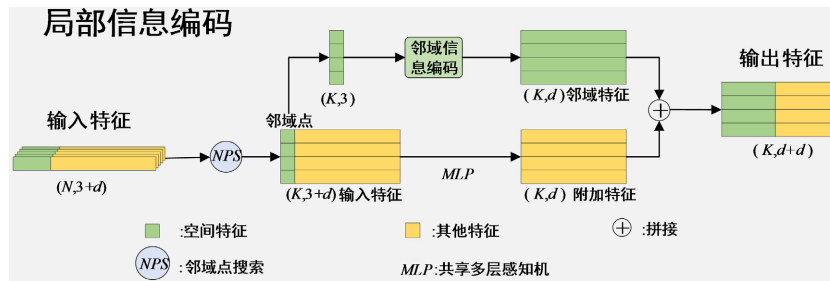 局部信息编码
邻域信
息编码
(K,3)
(K,d)邻域特征
输出特征
输入特征
邻域点
NPS
(N,3+d)
(K,3+d)输入特征
MLP
(K,d) 附加特征
(K,d+d)
:空间特征
:其他特征
:拼接
NPS :邻域点搜索
MLP:共享多层感知机